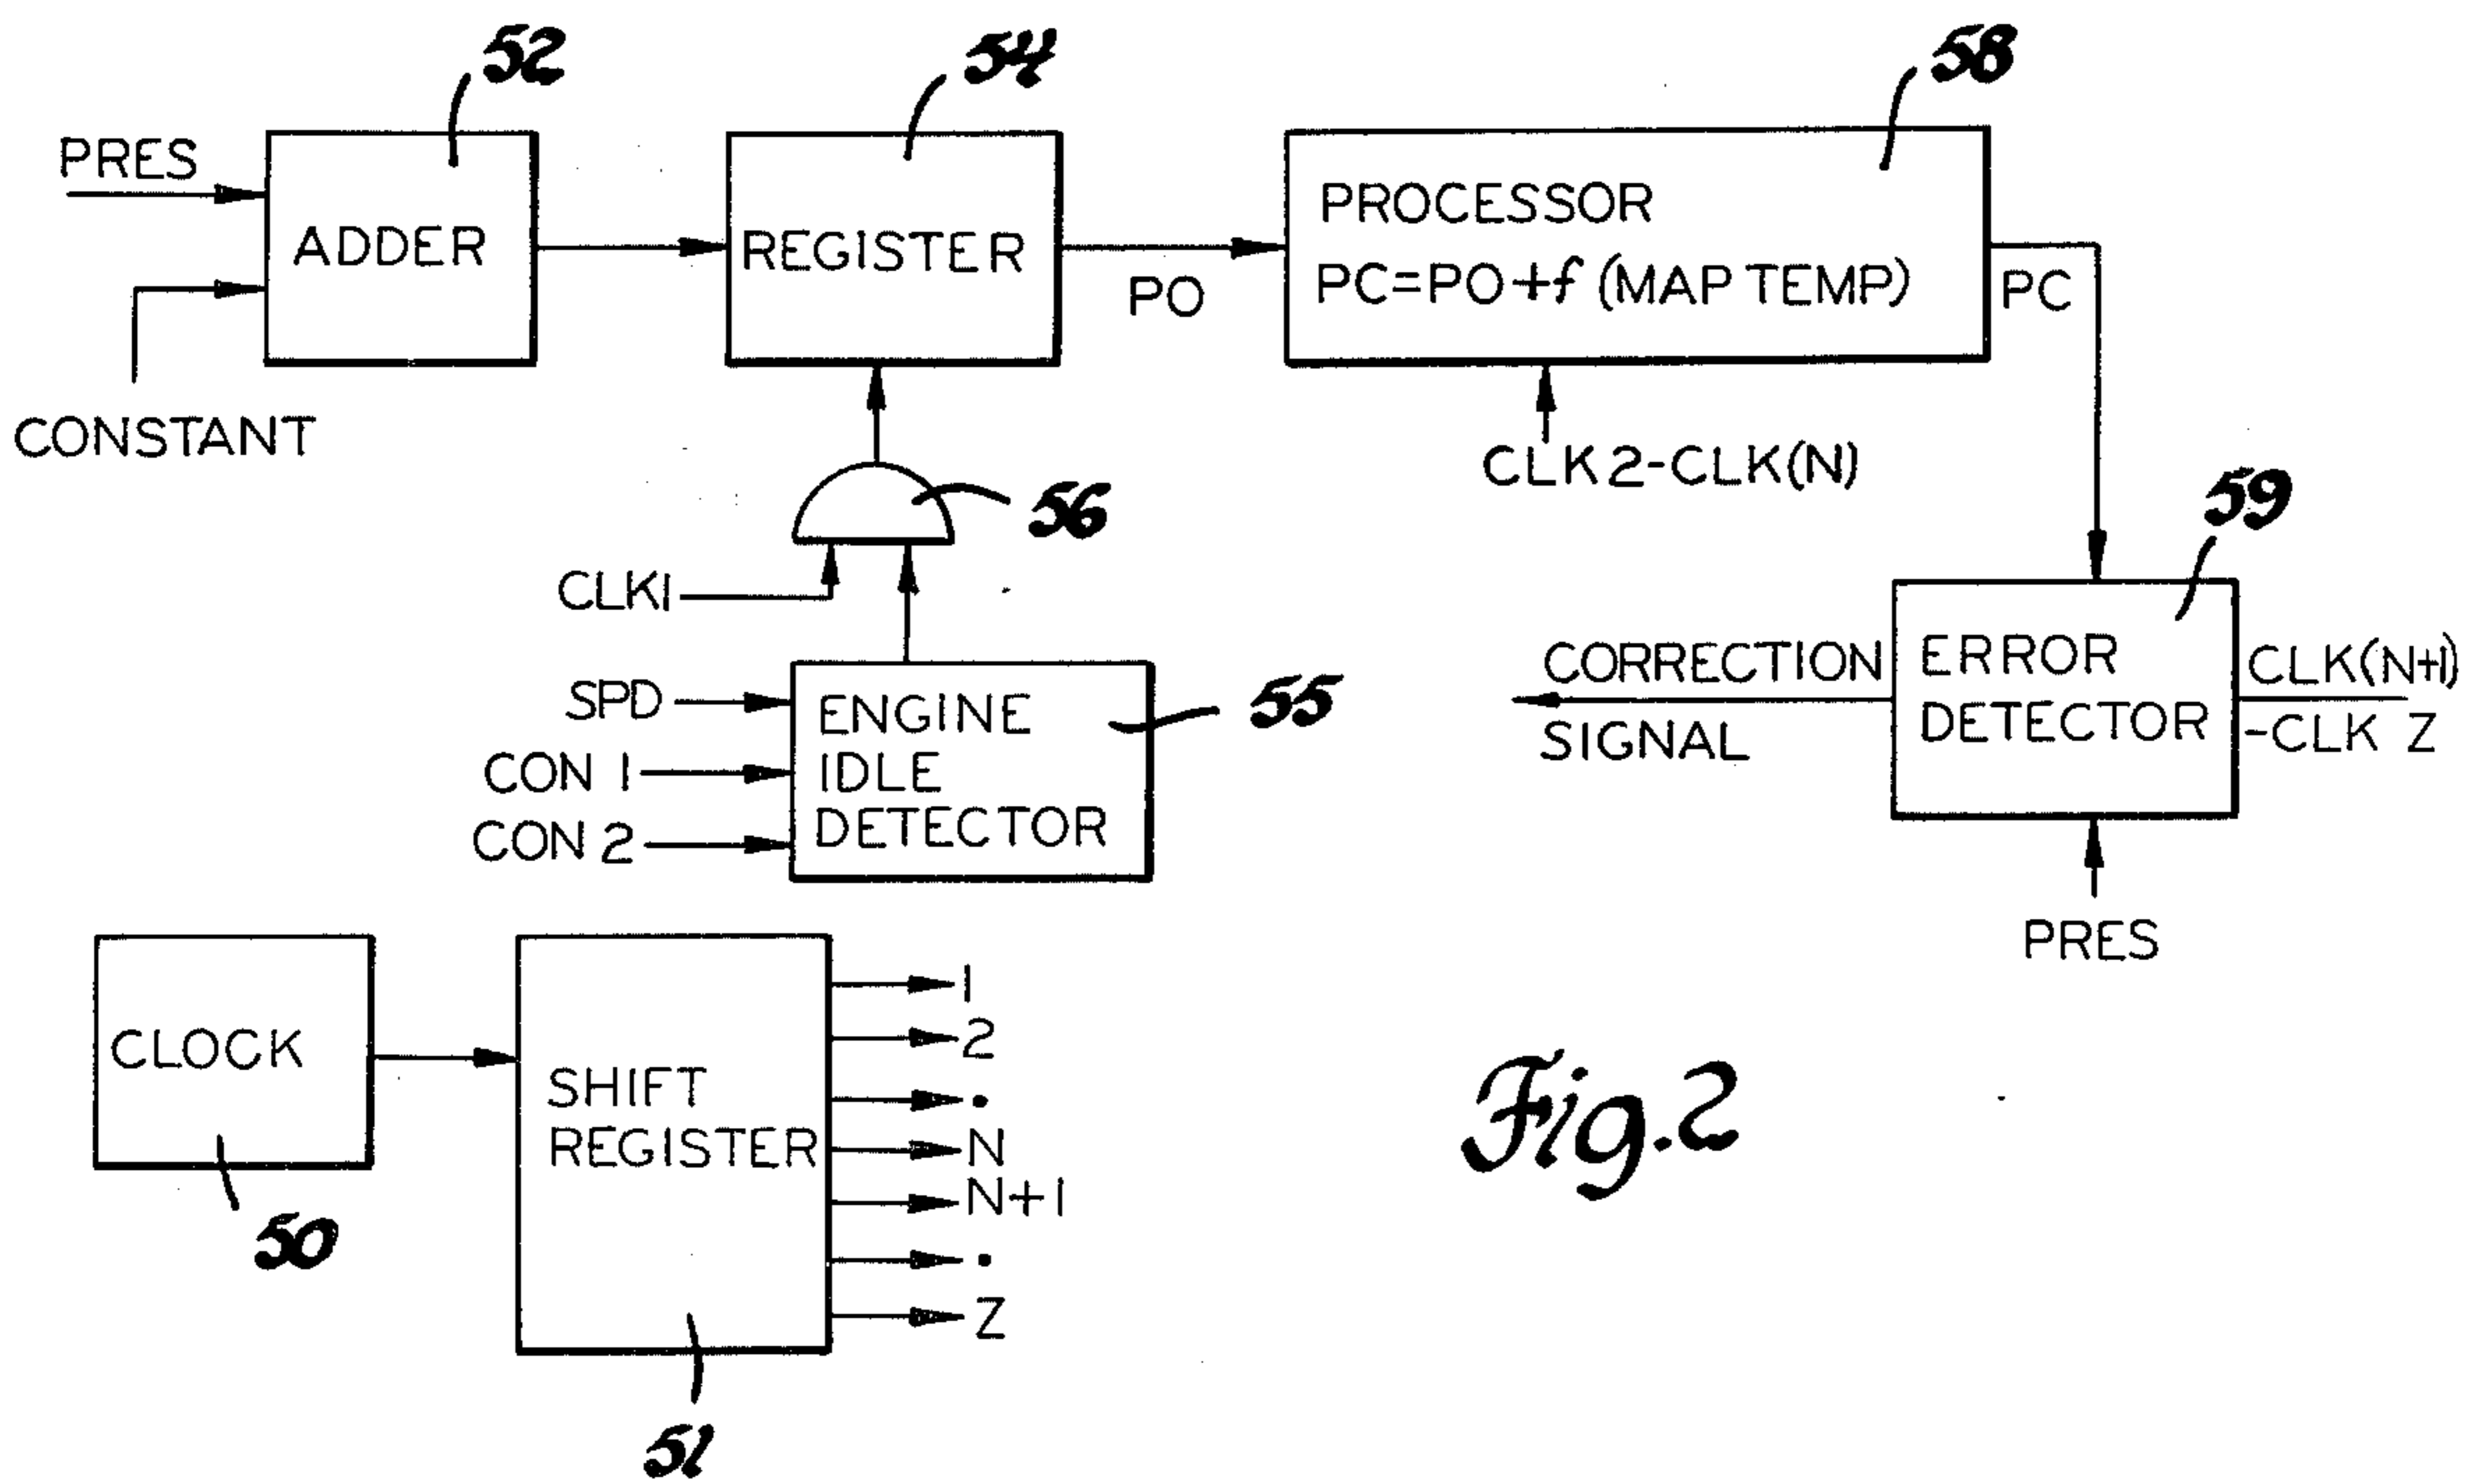 52
54
58
PRES
ADDER
CONSTANT
REGISTER
PO
PROCESSOR
PC=PO+f (MAP TEMP)
PC
CLK 2-CLK(N)
56
CLK1
59
SPD
CON 1
CON 2
ENGINE
IDLE
DETECTOR
55
CORRECTION
SIGNAL
ERROR
DETECTOR
CLK(N+1)
-CLK Z
PRES
CLOCK
50
SHIFT
REGISTER
51
1
2
.
N
N+1
.
Z
Fig.2